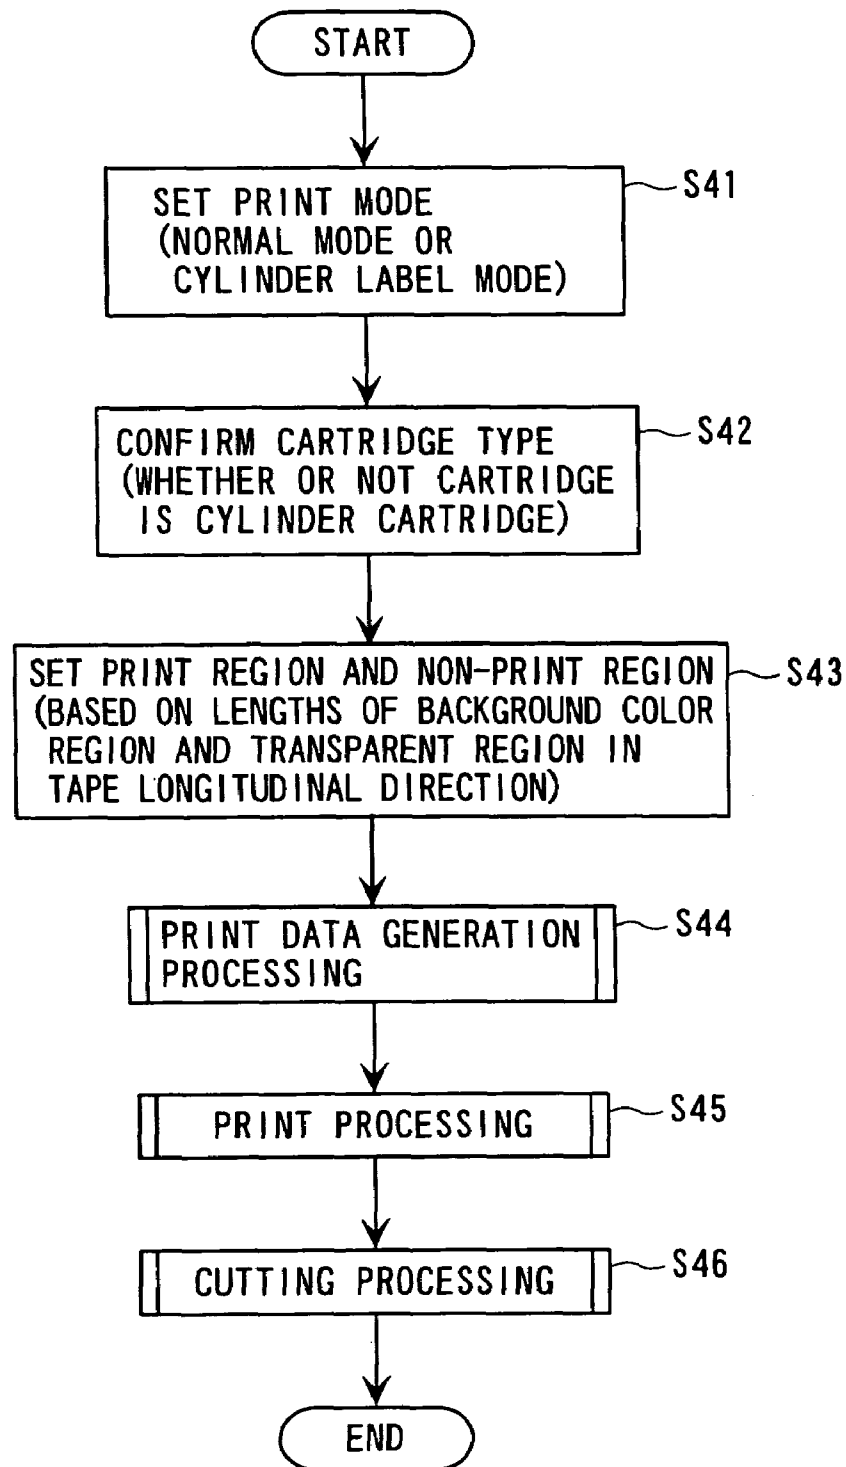 START
SET PRINT MODE
(NORMAL MODE OR
CYLINDER LABEL MODE)
S41
CONFIRM CARTRIDGE TYPE
(WHETHER OR NOT CARTRIDGE
IS CYLINDER CARTRIDGE)
S42
SET PRINT REGION AND NON-PRINT REGION
(BASED ON LENGTHS OF BACKGROUND COLOR
REGION AND TRANSPARENT REGION IN
TAPE LONGITUDINAL DIRECTION)
S43
PRINT DATA GENERATION
PROCESSING
S44
PRINT PROCESSING
S45
CUTTING PROCESSING
S46
END